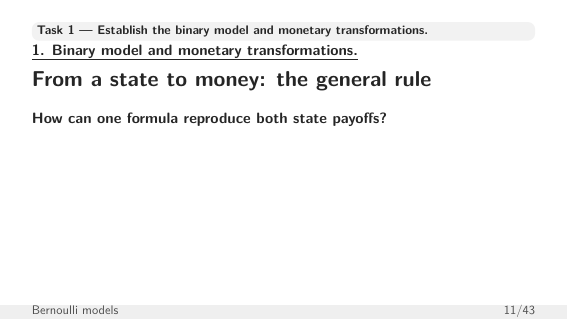 Task 1 — Establish the binary model and monetary transformations.
1. Binary model and monetary transformations.
From a state to money: the general rule
How can one formula reproduce both state payoffs?
Bernoulli models
11/43